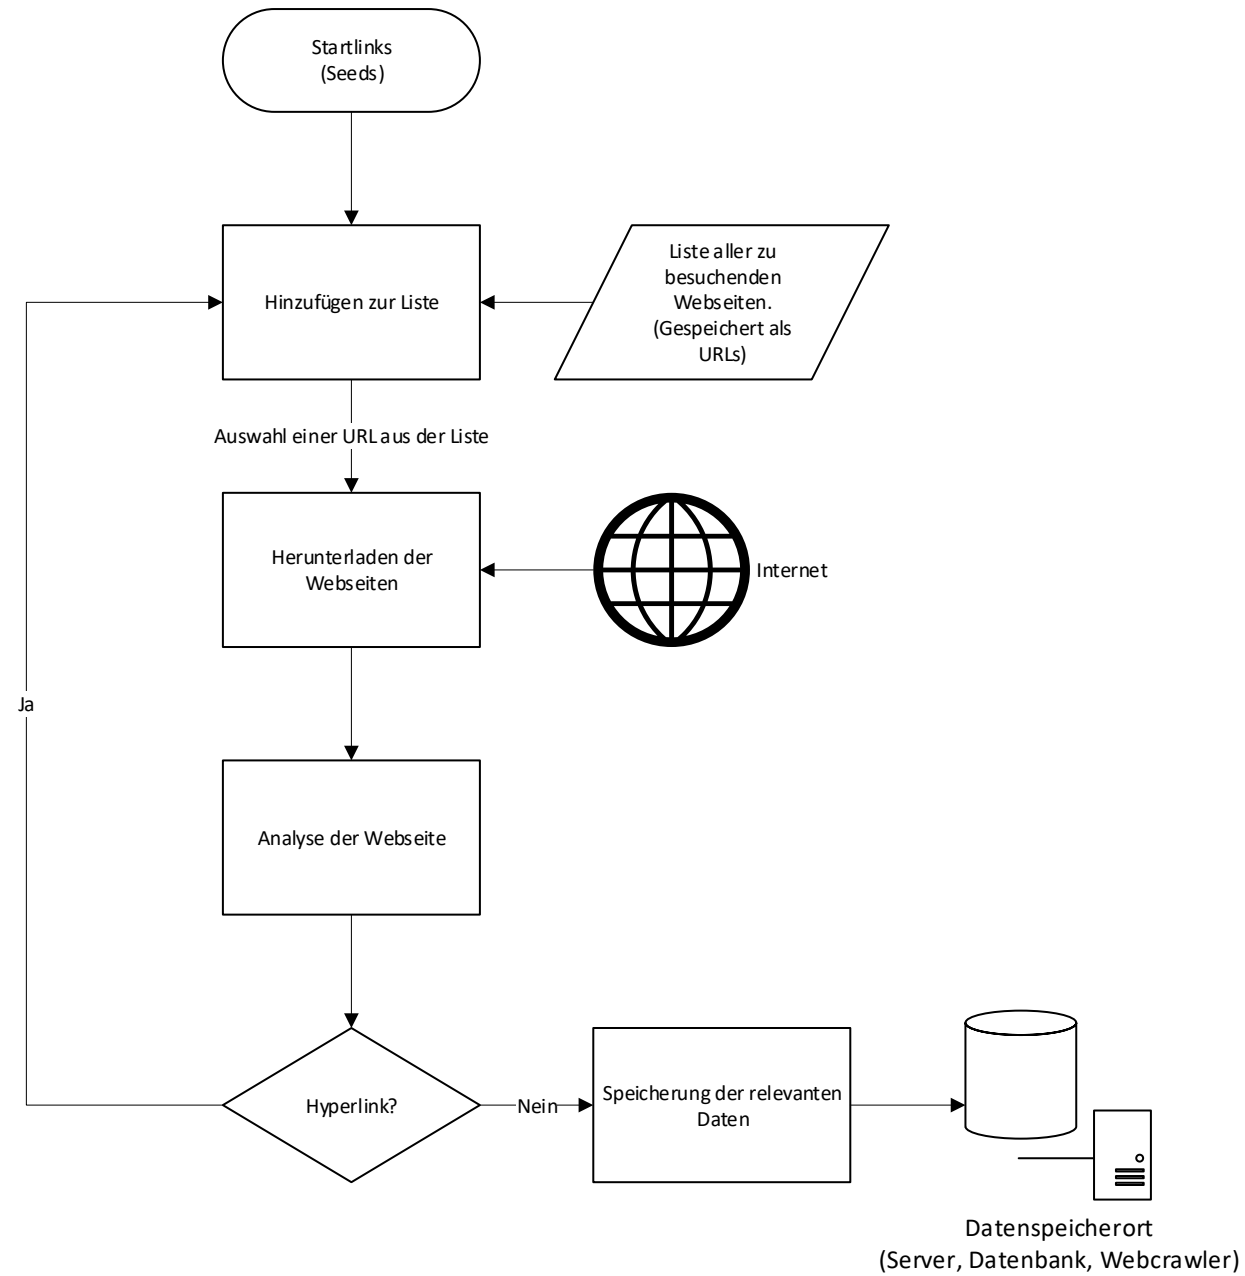 Startlinks
(Seeds)
Hinzufügen zur Liste
Liste aller zu
besuchenden
Webseiten.
(Gespeichert als
URLs)
Auswahl einer URL aus der Liste
Herunterladen der
Webseiten
Internet
Ja
Analyse der Webseite
Hyperlink?
Nein
Speicherung der relevanten
Daten
Datenspeicherort
(Server, Datenbank, Webcrawler)